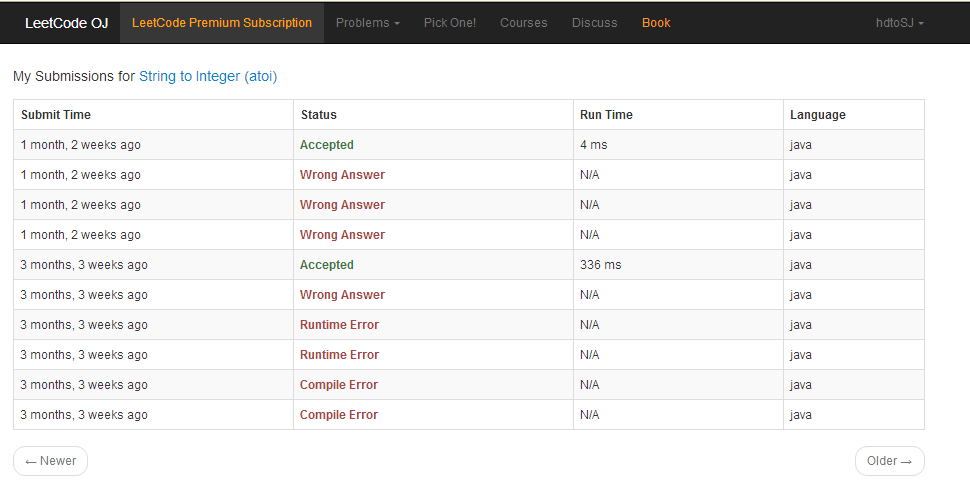 LeetCode OJ LeetCode Premium Subscription Problems Pick One! Courses Discuss Book hdtoSJ
My Submissions for String to Integer (atoi)
Submit Time Status Run Time Language
1 month, 2 weeks ago Accepted 4 ms java
1 month, 2 weeks ago Wrong Answer N/A java
1 month, 2 weeks ago Wrong Answer N/A java
1 month, 2 weeks ago Wrong Answer N/A java
3 months, 3 weeks ago Accepted 336 ms java
3 months, 3 weeks ago Wrong Answer N/A java
3 months, 3 weeks ago Runtime Error N/A java
3 months, 3 weeks ago Runtime Error N/A java
3 months, 3 weeks ago Compile Error N/A java
3 months, 3 weeks ago Compile Error N/A java
← Newer Older →